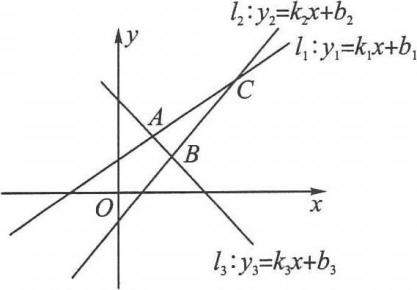 l₂:y₂=k₂x+b₂
l₁:y₁=k₁x+b₁
y
C
A
B
O
x
l₃:y₃=k₃x+b₃